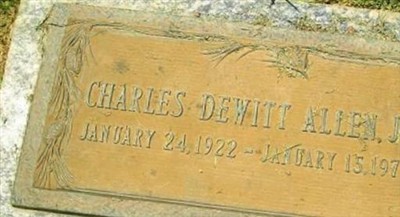 CHARLES DEWITT ALLEN, J
JANUARY 24, 1922 - JANUARY 15, 197